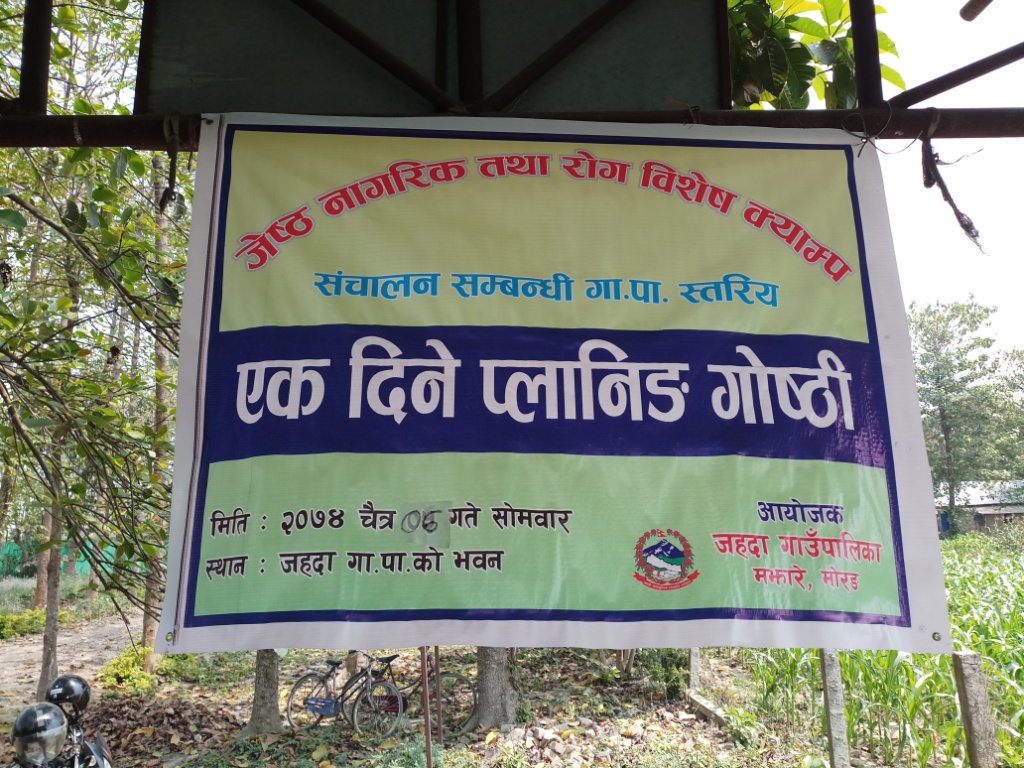 जेष्ठ नागरिक तथा रोग विशेष क्याम्प
संचालन सम्बन्धी गा.पा. स्तरिय
एक दिने प्लानिङ गोष्ठी
मिति : २०७४ चैत्र गते सोमवार
स्थान : जहदा गा.पा.को भवन
आयोजक
जहदा गाउँपालिका
मझारे, मोरङ